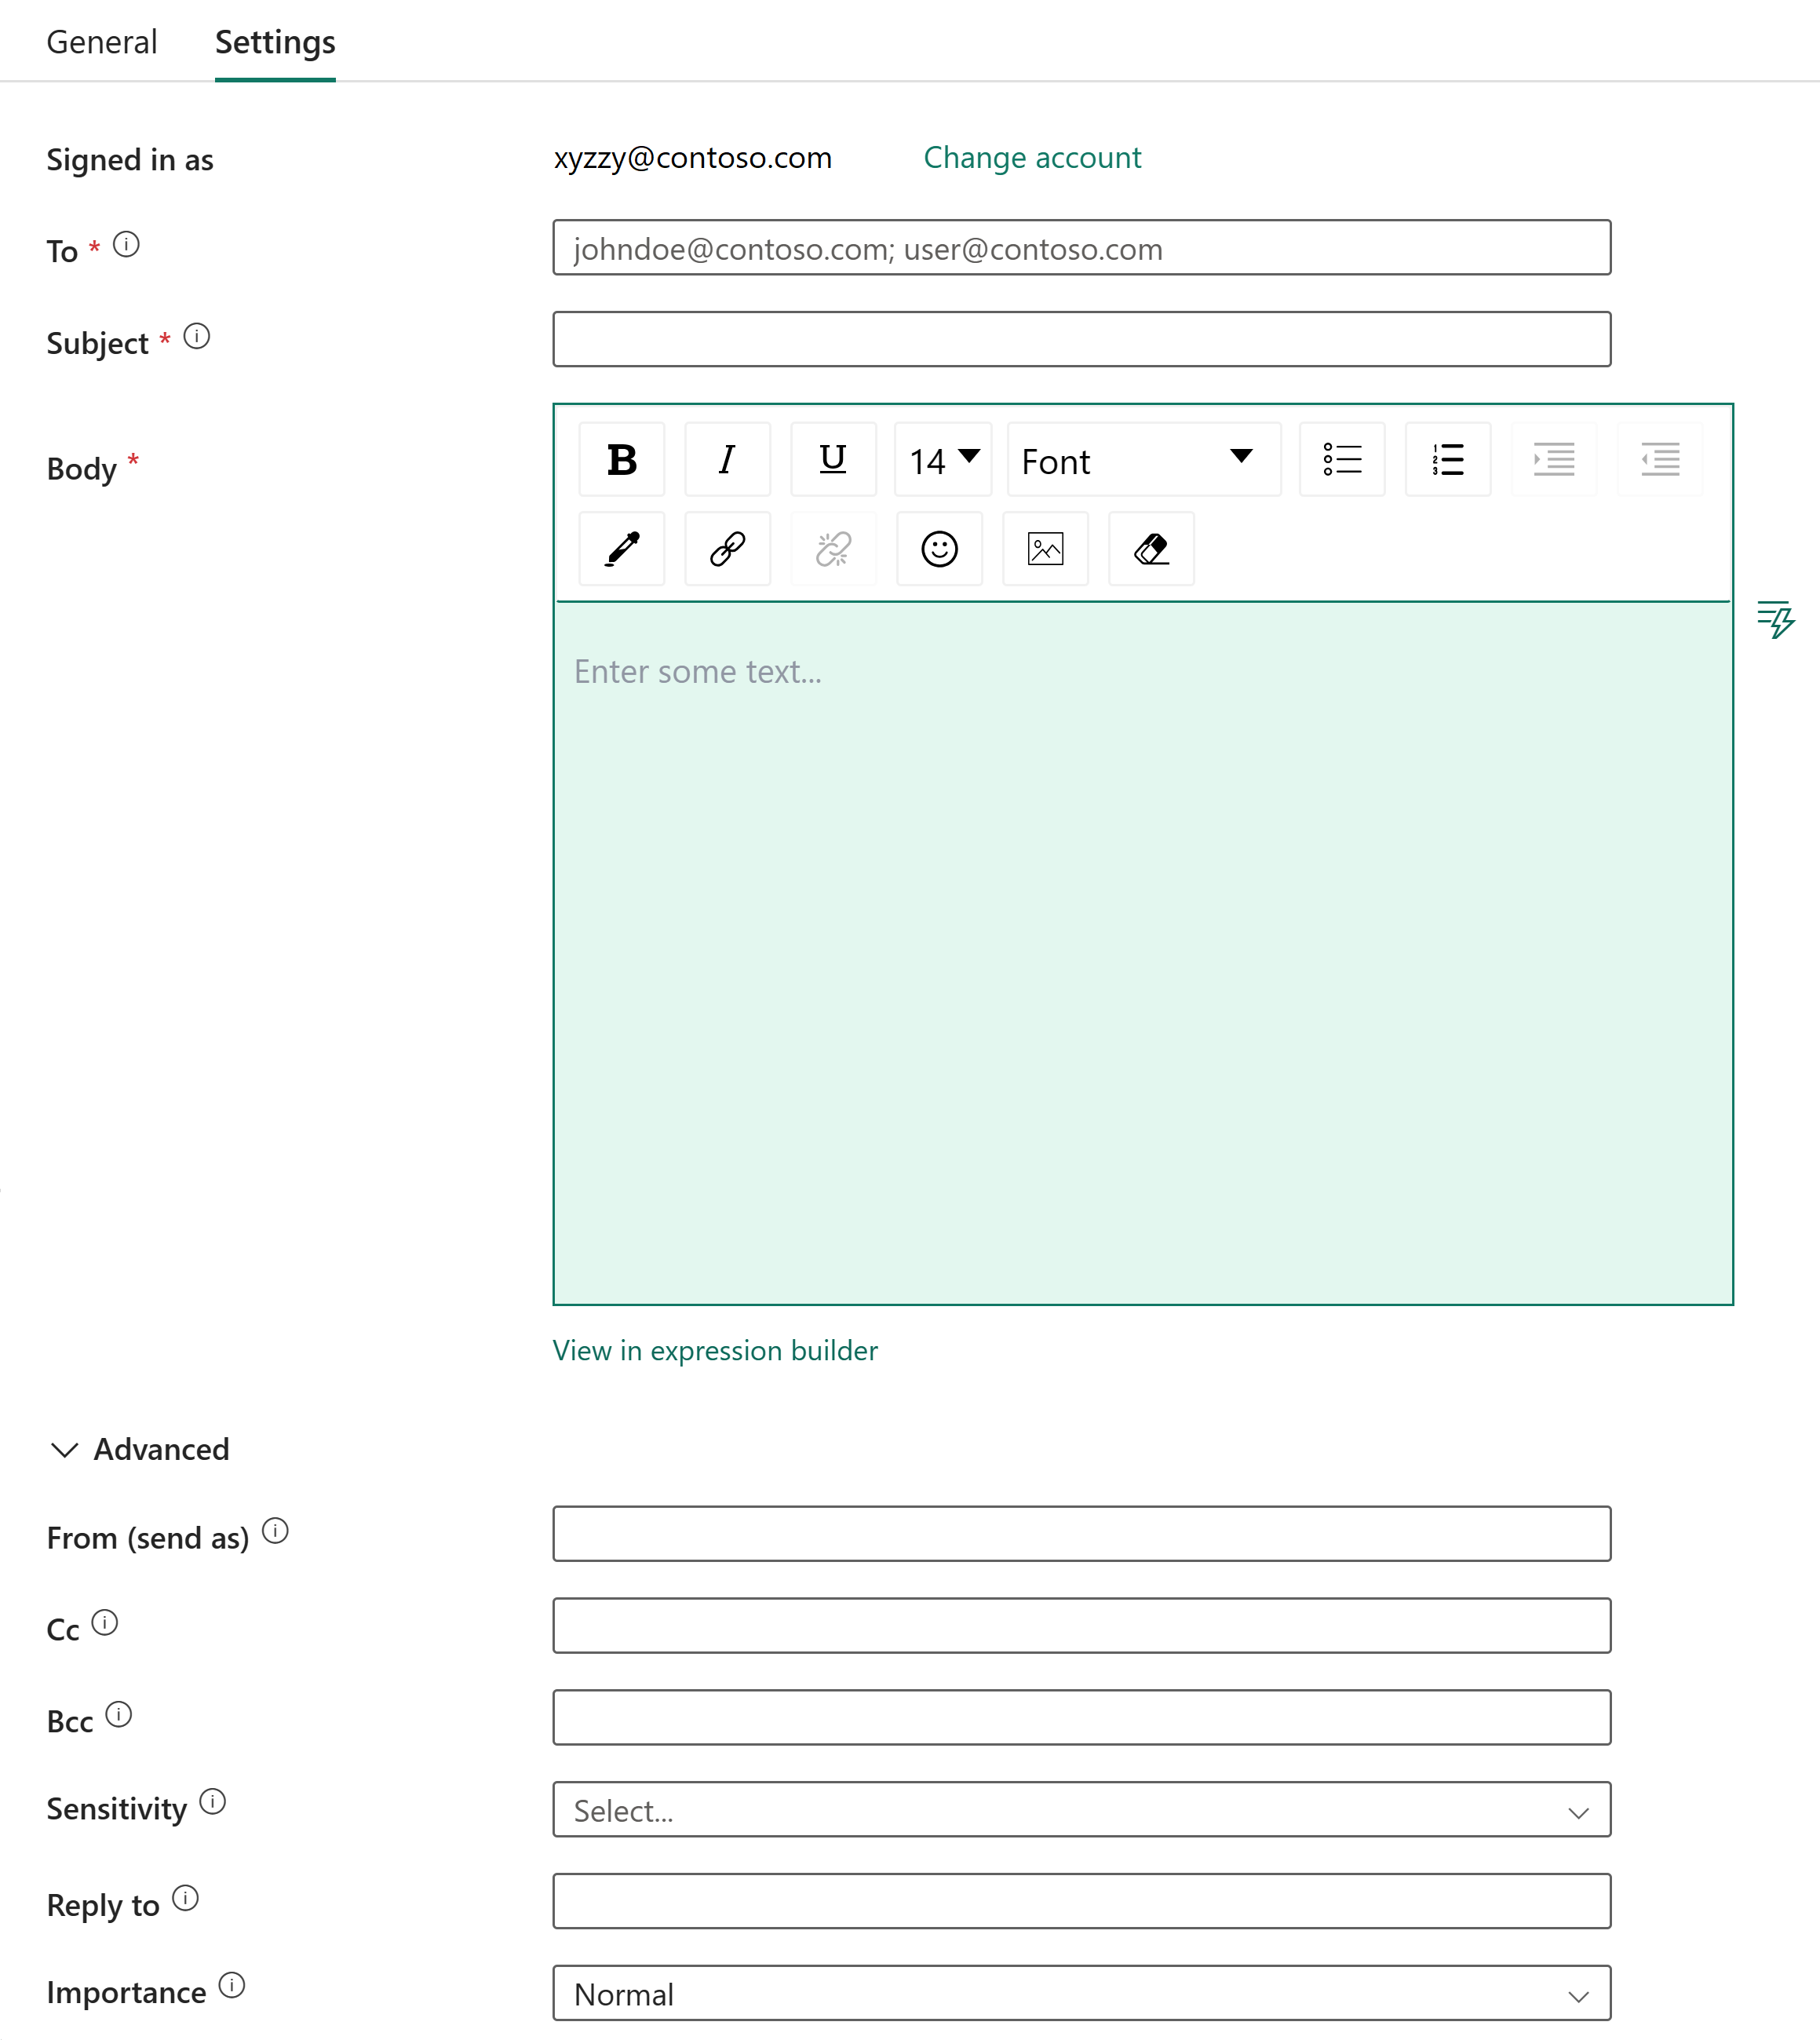 General Settings
Signed in as xyzzy@contoso.com Change account
To * johndoe@contoso.com; user@contoso.com
Subject *
Body * B I U 14 Font
Enter some text...
View in expression builder
Advanced
From (send as)
Cc
Bcc
Sensitivity Select...
Reply to
Importance Normal